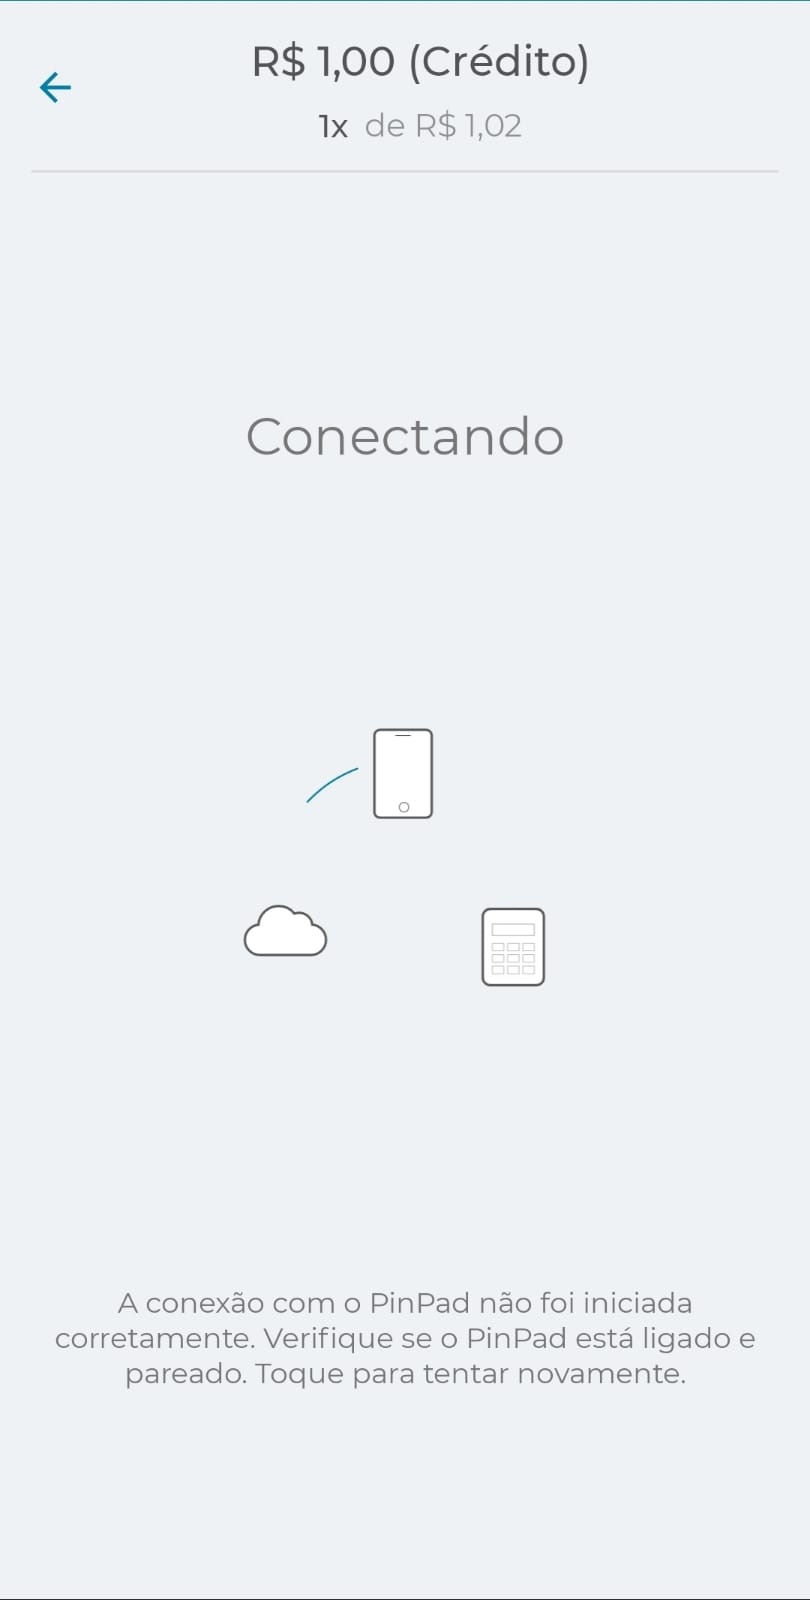 R$ 1,00 (Crédito)
1x de R$ 1,02
Conectando
A conexão com o PinPad não foi iniciada
corretamente. Verifique se o PinPad está ligado e
pareado. Toque para tentar novamente.